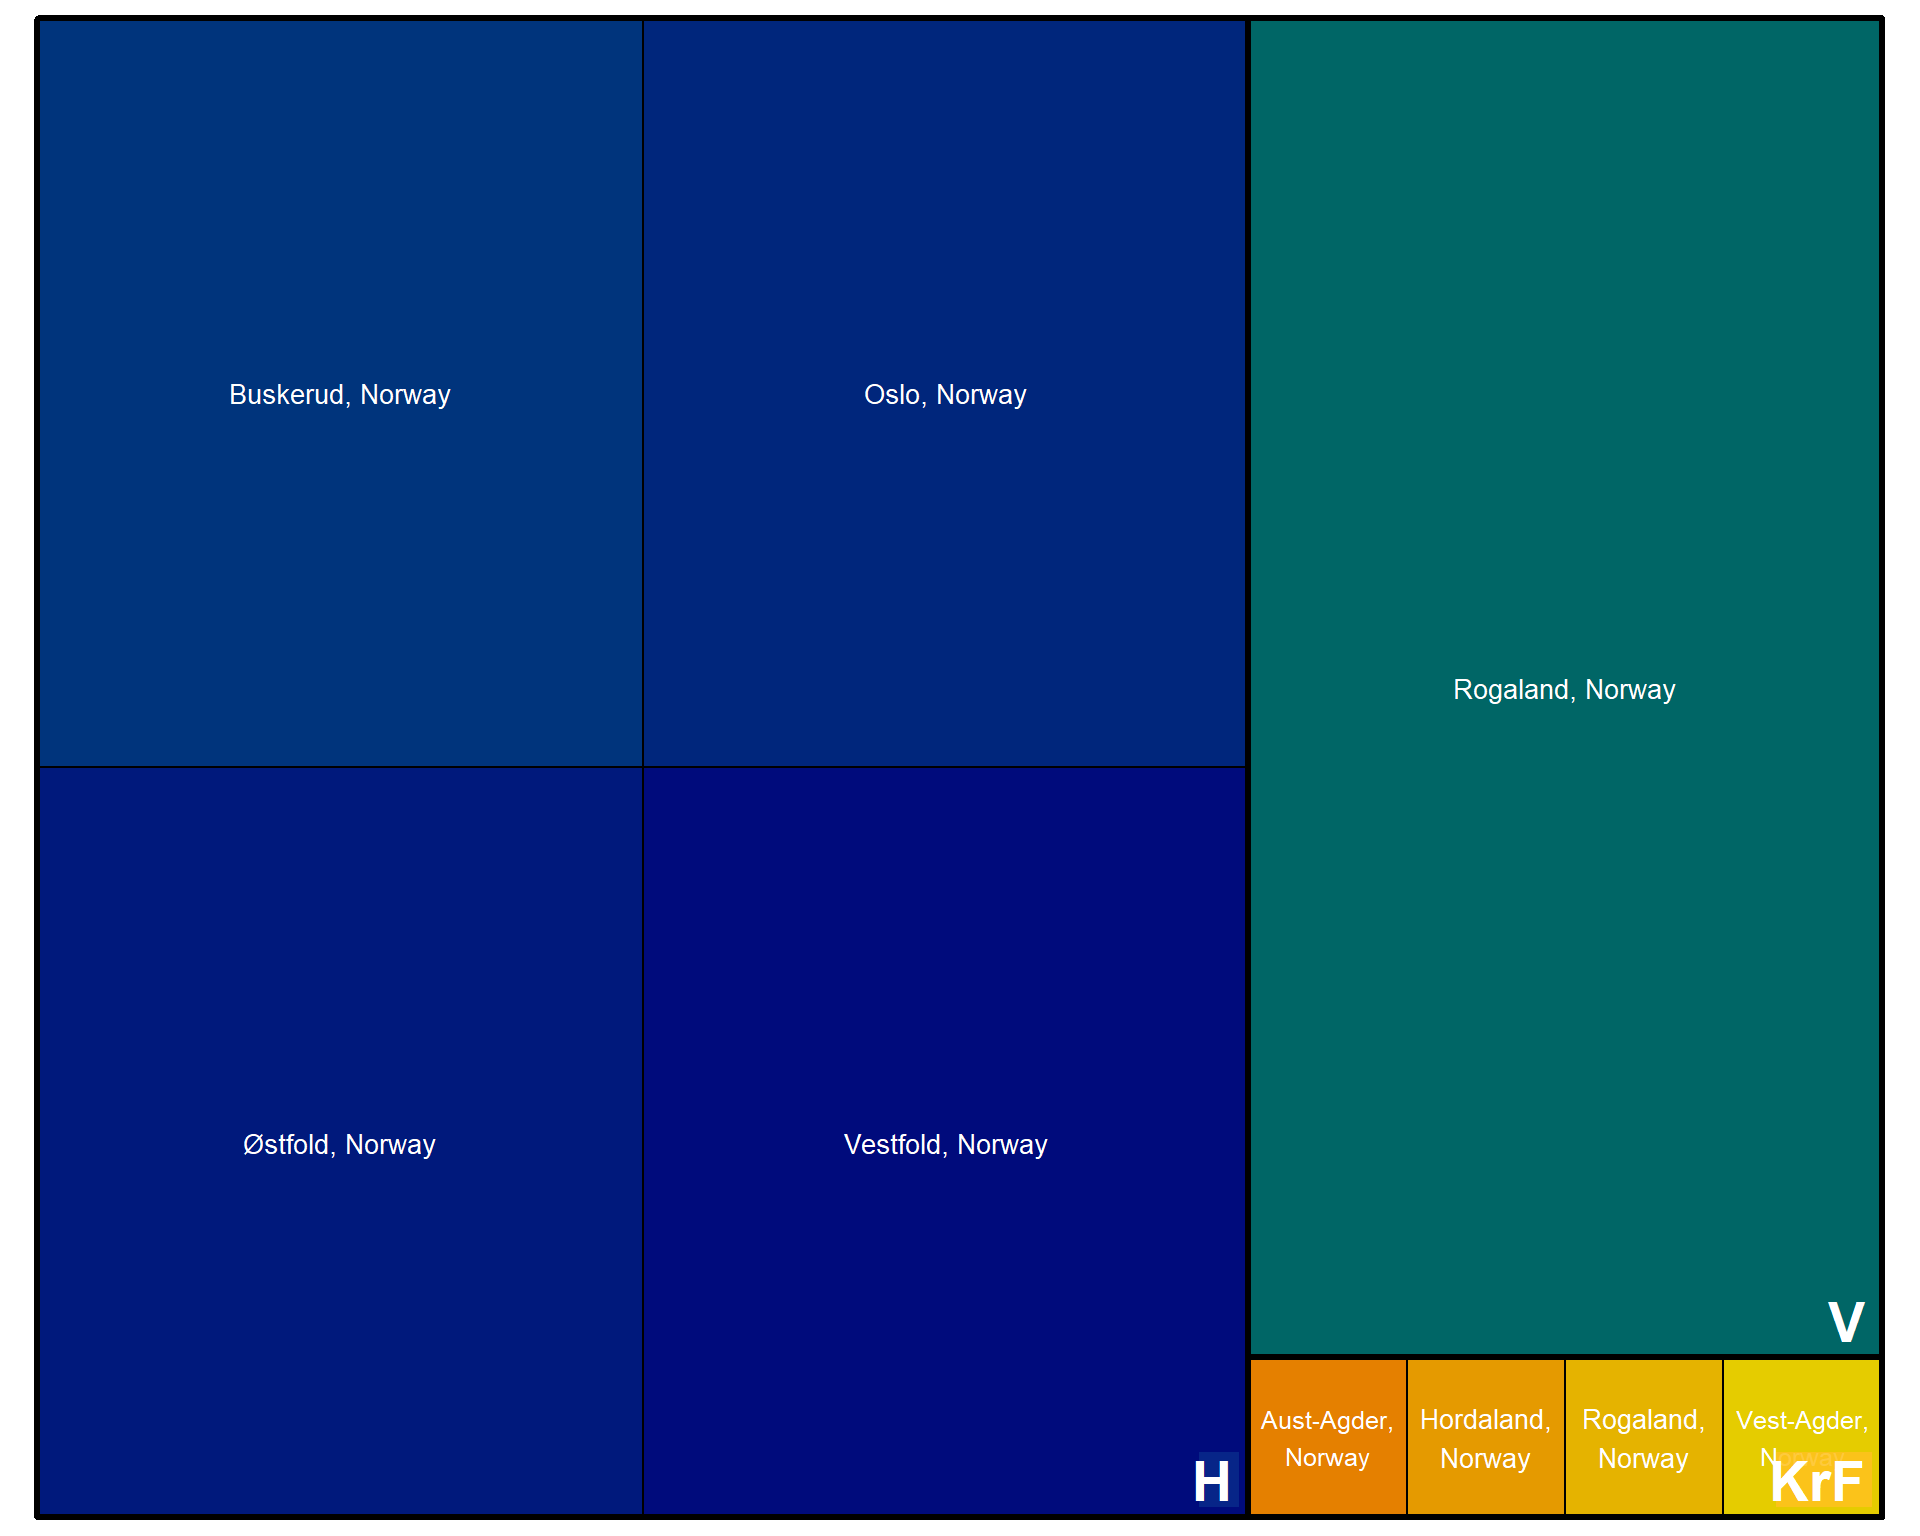 Buskerud, Norway
Oslo, Norway
Østfold, Norway
Vestfold, Norway
H
Rogaland, Norway
V
Aust-Agder,
Norway
Hordaland,
Norway
Rogaland,
Norway
Vest-Agder,
Norway
KrF